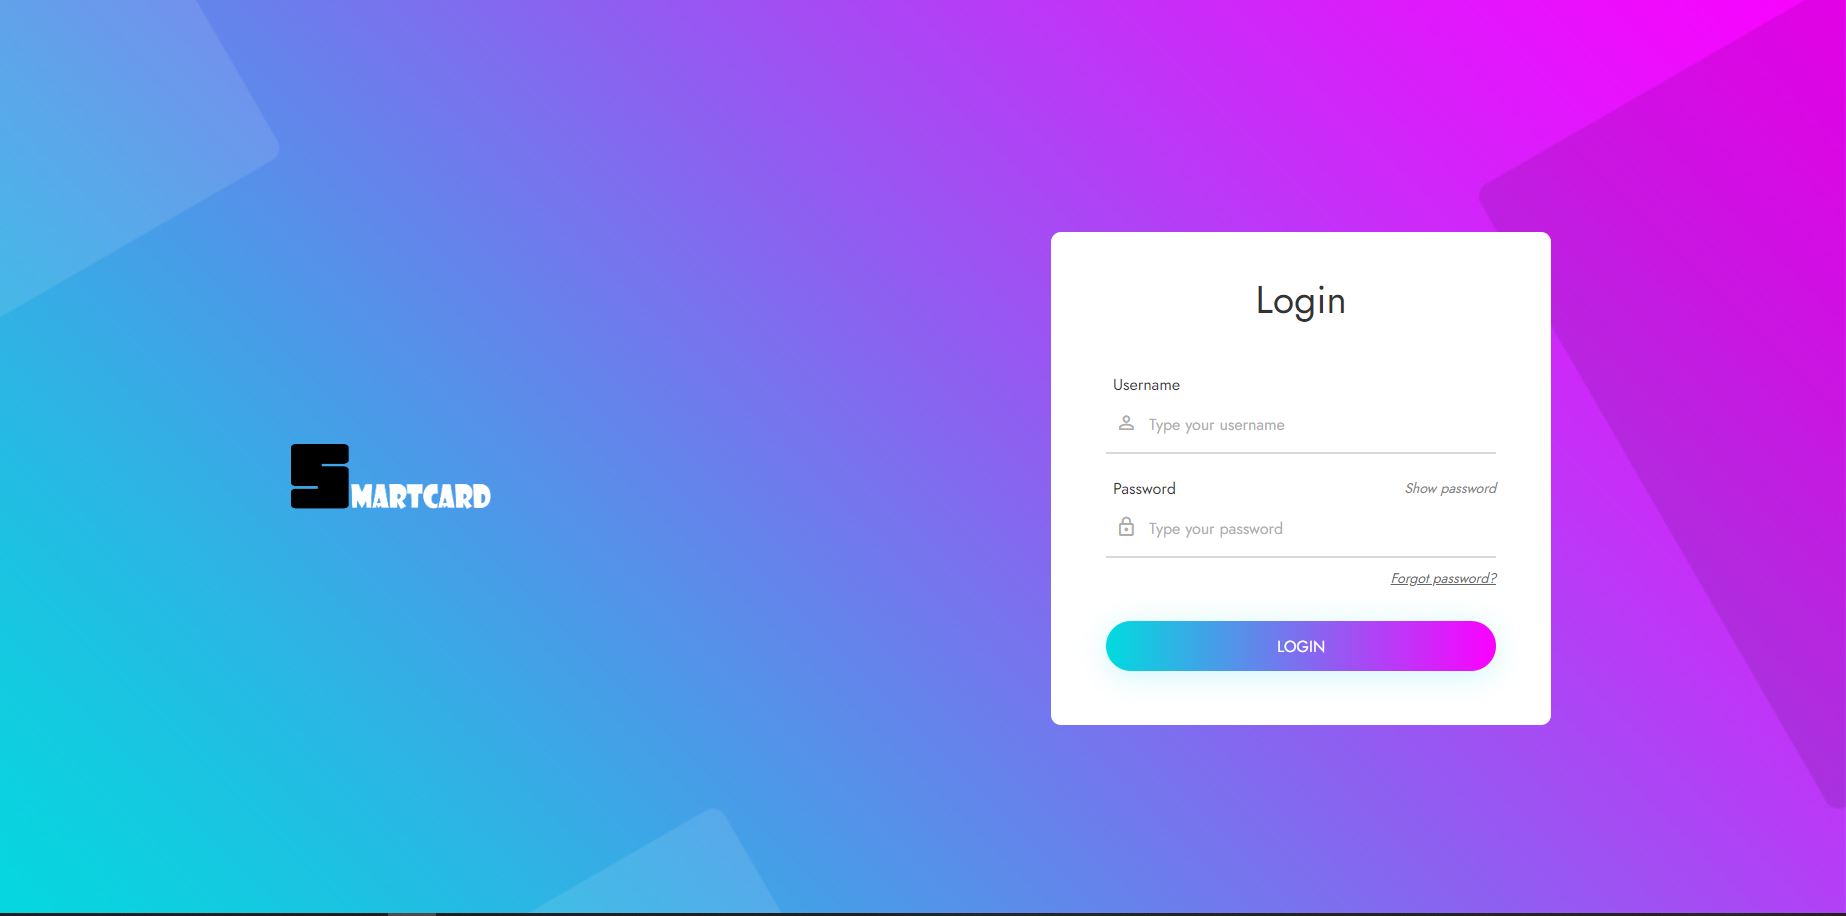 SMARTCARD
Login
Username
Type your username
Password Show password
Type your password
Forgot password?
LOGIN